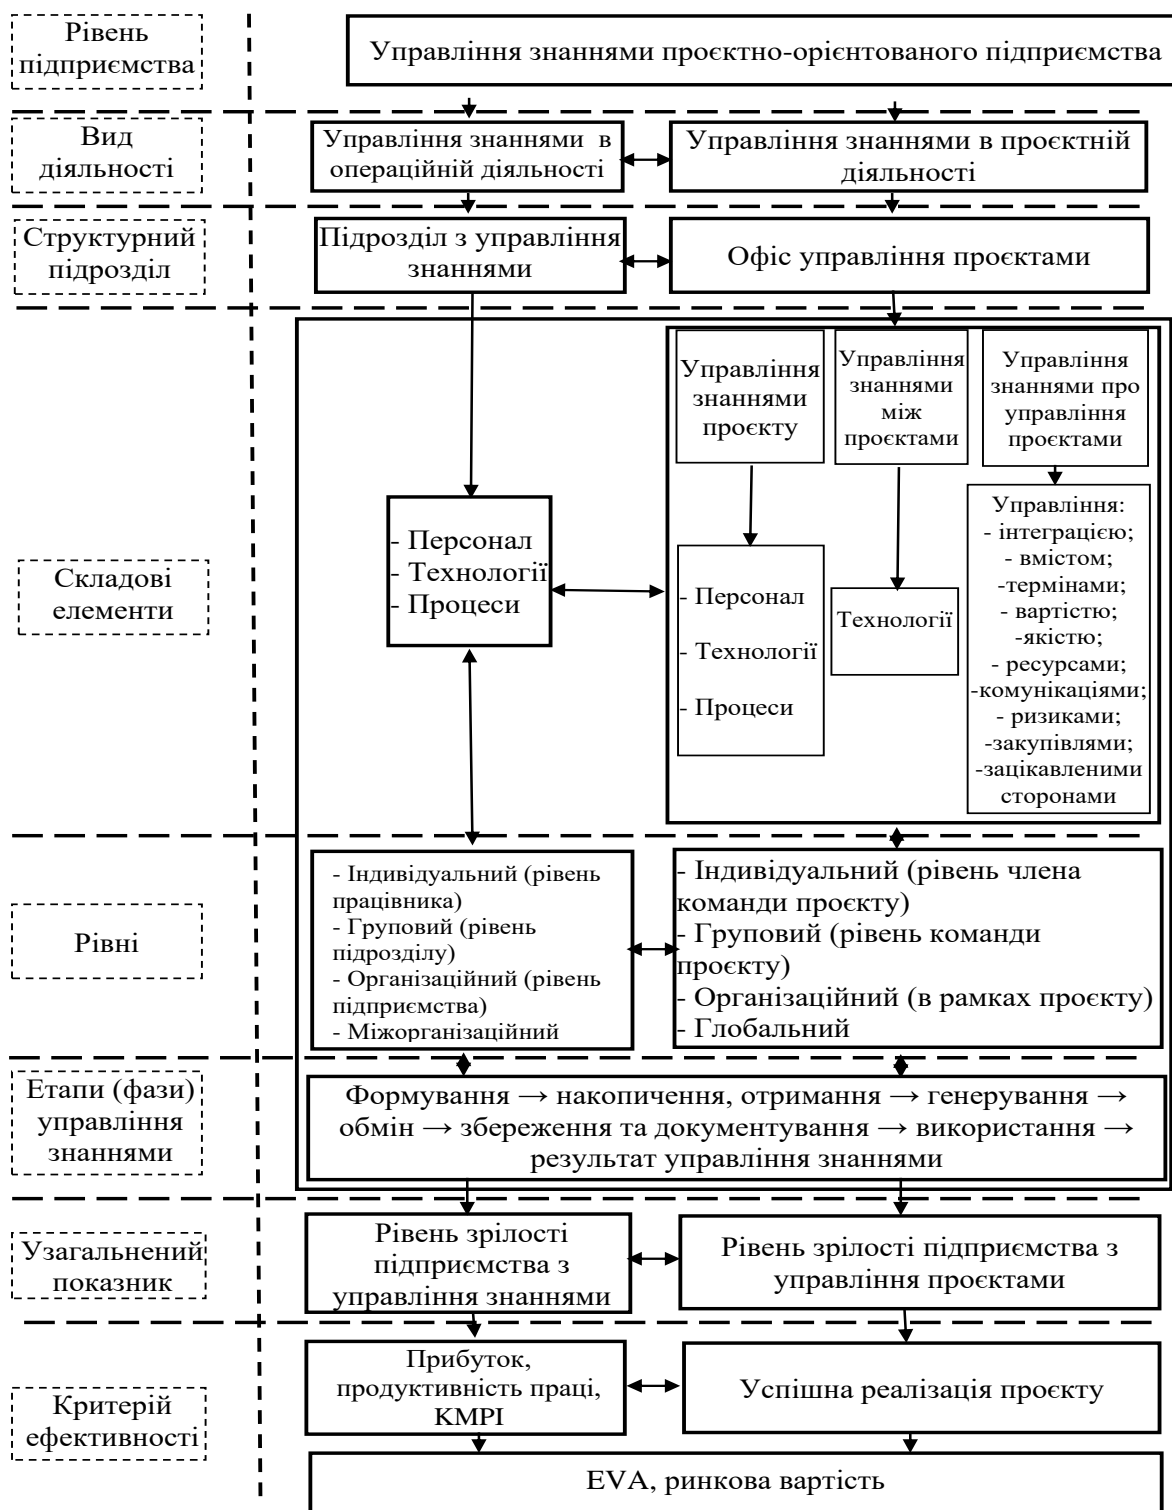 Рівень
підприємства
Управління знаннями проєктно-орієнтованого підприємства
Вид
діяльності
Управління знаннями в
операційній діяльності
Управління знаннями в проєктній
діяльності
Структурний
підрозділ
Підрозділ з управління
знаннями
Офіс управління проєктами
Складові
елементи
- Персонал
- Технології
- Процеси
Управління
знаннями
проєкту
- Персонал
- Технології
- Процеси
Управління
знаннями
між
проєктами
Технології
Управління
знаннями про
управління
проєктами
Управління:
- інтеграцією;
- вмістом;
-термінами;
- вартістю;
-якістю;
- ресурсами;
-комунікаціями;
- ризиками;
-закупівлями;
-зацікавленими
сторонами
Рівні
- Індивідуальний (рівень
працівника)
- Груповий (рівень
підрозділу)
- Організаційний (рівень
підприємства)
- Міжорганізаційний
- Індивідуальний (рівень члена
команди проєкту)
- Груповий (рівень команди
проєкту)
- Організаційний (в рамках проєкту)
- Глобальний
Етапи (фази)
управління
знаннями
Формування → накопичення, отримання → генерування →
обмін → збереження та документування → використання →
результат управління знаннями
Узагальнений
показник
Рівень зрілості
підприємства з
управління знаннями
Рівень зрілості підприємства з
управління проєктами
Критерій
ефективності
Прибуток,
продуктивність праці,
KMPI
Успішна реалізація проєкту
EVA, ринкова вартість